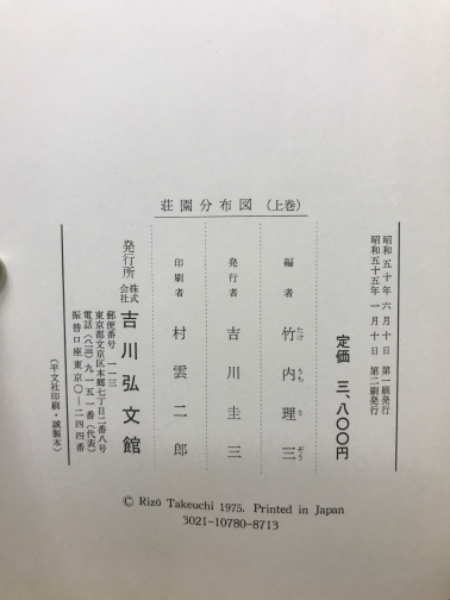 荘園分布図（上巻）
昭和五十年六月十日　第一刷発行
昭和五十五年一月十日　第二刷発行
定価　三、八〇〇円
編者　竹内理三
たけ うち り ぞう
発行者　吉川圭三
印刷者　村雲二郎
発行所　株式会社　吉川弘文館
郵便番号　一一三
東京都文京区本郷七丁目二番八号
電話（八一三）九一五一番（代表）
振替口座東京〇―二四四番
（平文社印刷・誠製本）
© Rizō Takeuchi 1975. Printed in Japan
3021-10780-8713